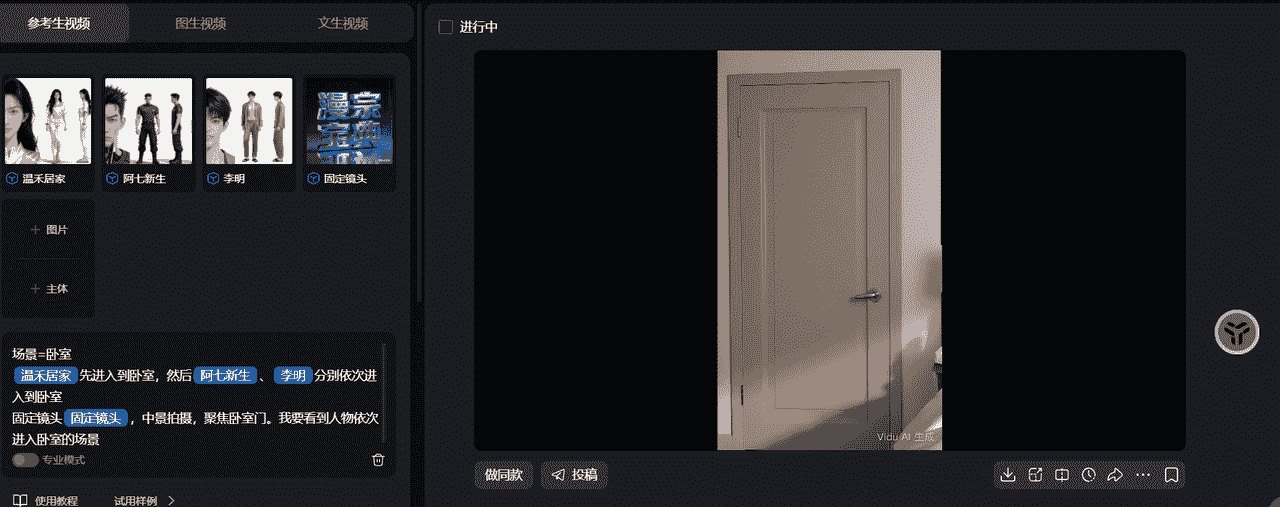 参考生视频
图生视频
文生视频
进行中
漫宗
宝典
温禾居家
阿七新生
李明
固定镜头
+ 图片
+ 主体
场景=卧室
温禾居家 先进入到卧室，然后 阿七新生 、 李明 分别依次进
入到卧室
固定镜头 固定镜头 ，中景拍摄，聚焦卧室门。我要看到人物依次
进入卧室的场景
专业模式
Vidu AI 生成
做同款
投稿
使用教程
试用样例